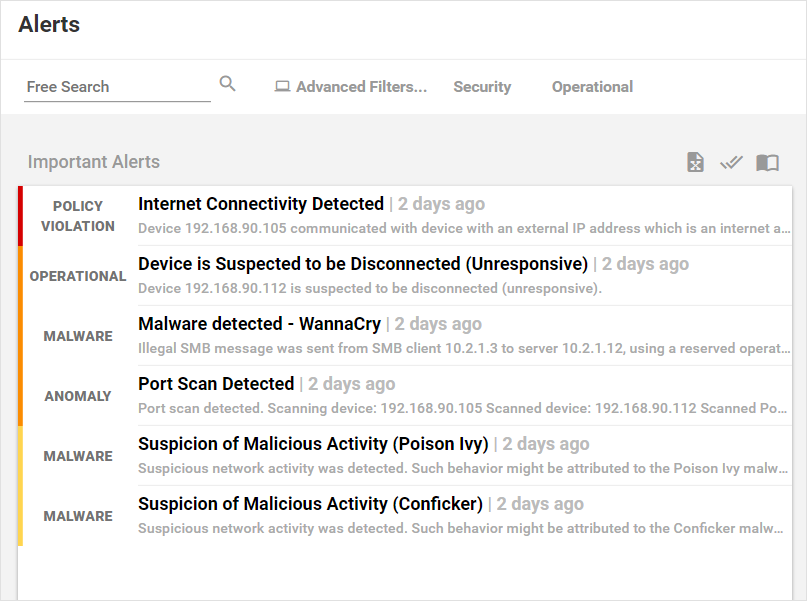 Alerts
Free Search
Advanced Filters...
Security
Operational
Important Alerts
POLICY
VIOLATION
Internet Connectivity Detected | 2 days ago
Device 192.168.90.105 communicated with device with an external IP address which is an internet a...
OPERATIONAL
Device is Suspected to be Disconnected (Unresponsive) | 2 days ago
Device 192.168.90.112 is suspected to be disconnected (unresponsive).
MALWARE
Malware detected - WannaCry | 2 days ago
Illegal SMB message was sent from SMB client 10.2.1.3 to server 10.2.1.12, using a reserved operat...
ANOMALY
Port Scan Detected | 2 days ago
Port scan detected. Scanning device: 192.168.90.105 Scanned device: 192.168.90.112 Scanned Po...
MALWARE
Suspicion of Malicious Activity (Poison Ivy) | 2 days ago
Suspicious network activity was detected. Such behavior might be attributed to the Poison Ivy malw...
MALWARE
Suspicion of Malicious Activity (Conficker) | 2 days ago
Suspicious network activity was detected. Such behavior might be attributed to the Conficker malw...